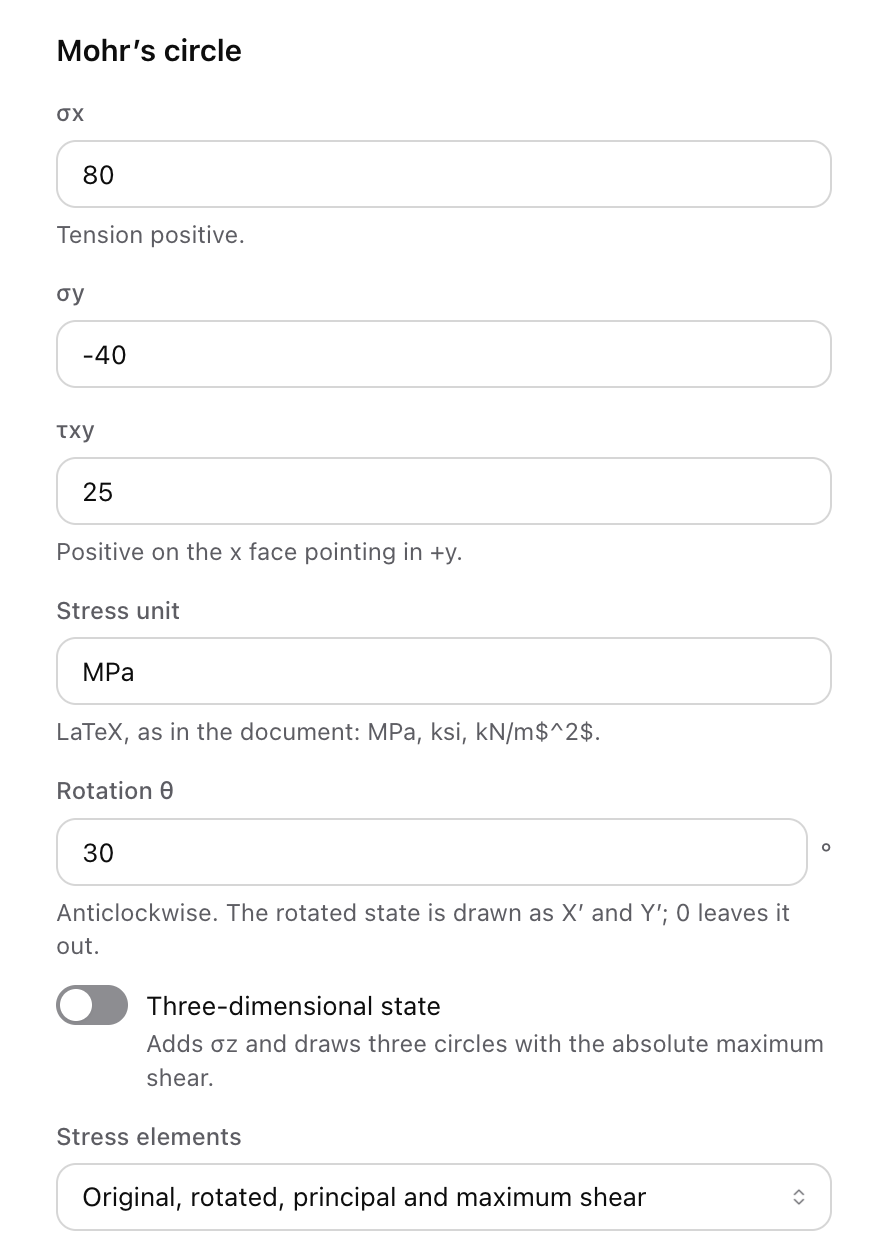 Mohr’s circle
σx
80
Tension positive.
σy
-40
τxy
25
Positive on the x face pointing in +y.
Stress unit
MPa
LaTeX, as in the document: MPa, ksi, kN/m$^2$.
Rotation θ
30 °
Anticlockwise. The rotated state is drawn as X′ and Y′; 0 leaves it
out.
Three-dimensional state
Adds σz and draws three circles with the absolute maximum
shear.
Stress elements
Original, rotated, principal and maximum shear